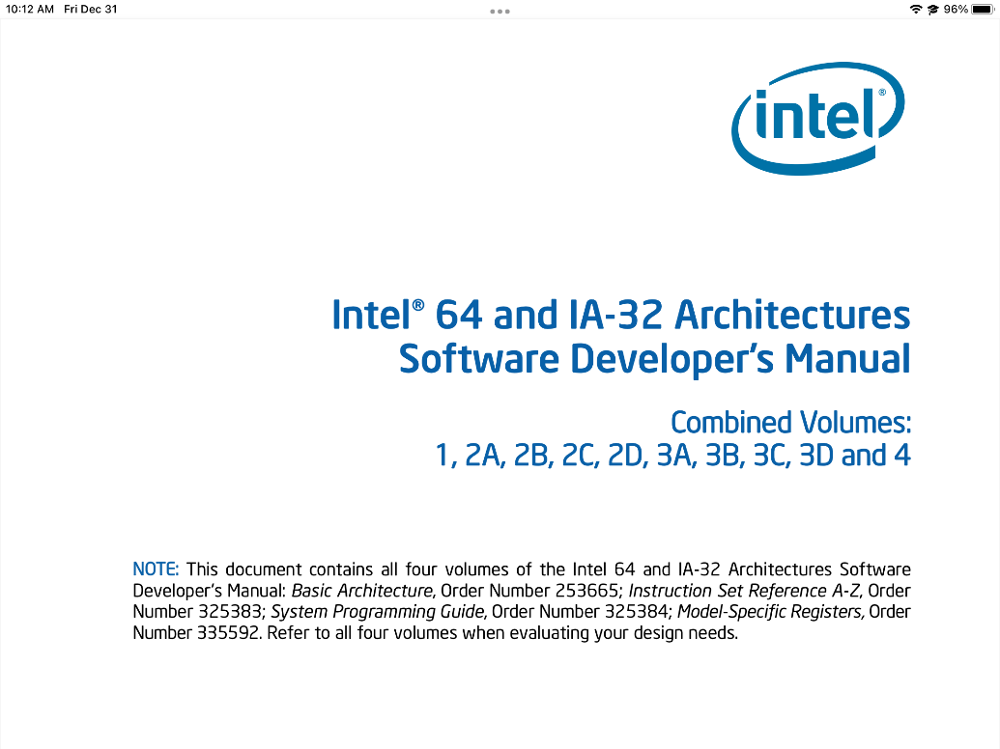 10:12 AM Fri Dec 31
96%
intel®
Intel® 64 and IA-32 Architectures
Software Developer’s Manual
Combined Volumes:
1, 2A, 2B, 2C, 2D, 3A, 3B, 3C, 3D and 4
NOTE: This document contains all four volumes of the Intel 64 and IA-32 Architectures Software
Developer's Manual: Basic Architecture, Order Number 253665; Instruction Set Reference A-Z, Order
Number 325383; System Programming Guide, Order Number 325384; Model-Specific Registers, Order
Number 335592. Refer to all four volumes when evaluating your design needs.